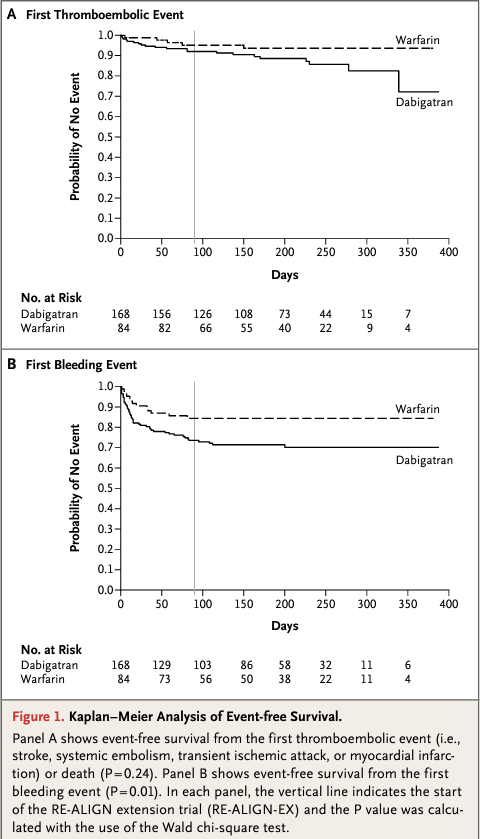 A First Thromboembolic Event
1.0
0.9
0.8
0.7
0.6
0.5
0.4
0.3
0.2
0.1
0.0
Probability of No Event
Warfarin
Dabigatran
0 50 100 150 200 250 300 350 400
Days
No. at Risk
Dabigatran 168 156 126 108 73 44 15 7
Warfarin 84 82 66 55 40 22 9 4
B First Bleeding Event
1.0
0.9
0.8
0.7
0.6
0.5
0.4
0.3
0.2
0.1
0.0
Probability of No Event
Warfarin
Dabigatran
0 50 100 150 200 250 300 350 400
Days
No. at Risk
Dabigatran 168 129 103 86 58 32 11 6
Warfarin 84 73 56 50 38 22 11 4
Figure 1. Kaplan–Meier Analysis of Event-free Survival.
Panel A shows event-free survival from the first thromboembolic event (i.e.,
stroke, systemic embolism, transient ischemic attack, or myocardial infarc-
tion) or death (P=0.24). Panel B shows event-free survival from the first
bleeding event (P=0.01). In each panel, the vertical line indicates the start
of the RE-ALIGN extension trial (RE-ALIGN-EX) and the P value was calcu-
lated with the use of the Wald chi-square test.